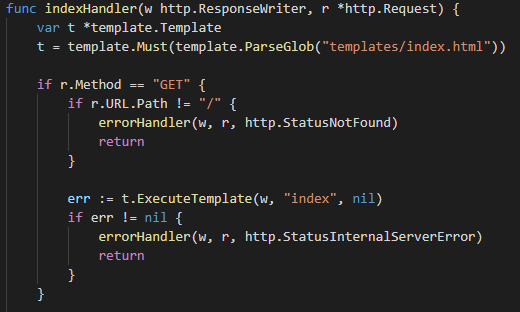 func indexHandler(w http.ResponseWriter, r *http.Request) {
    var t *template.Template
    t = template.Must(template.ParseGlob("templates/index.html"))

    if r.Method == "GET" {
        if r.URL.Path != "/" {
            errorHandler(w, r, http.StatusNotFound)
            return
        }

        err := t.ExecuteTemplate(w, "index", nil)
        if err != nil {
            errorHandler(w, r, http.StatusInternalServerError)
            return
        }
    }